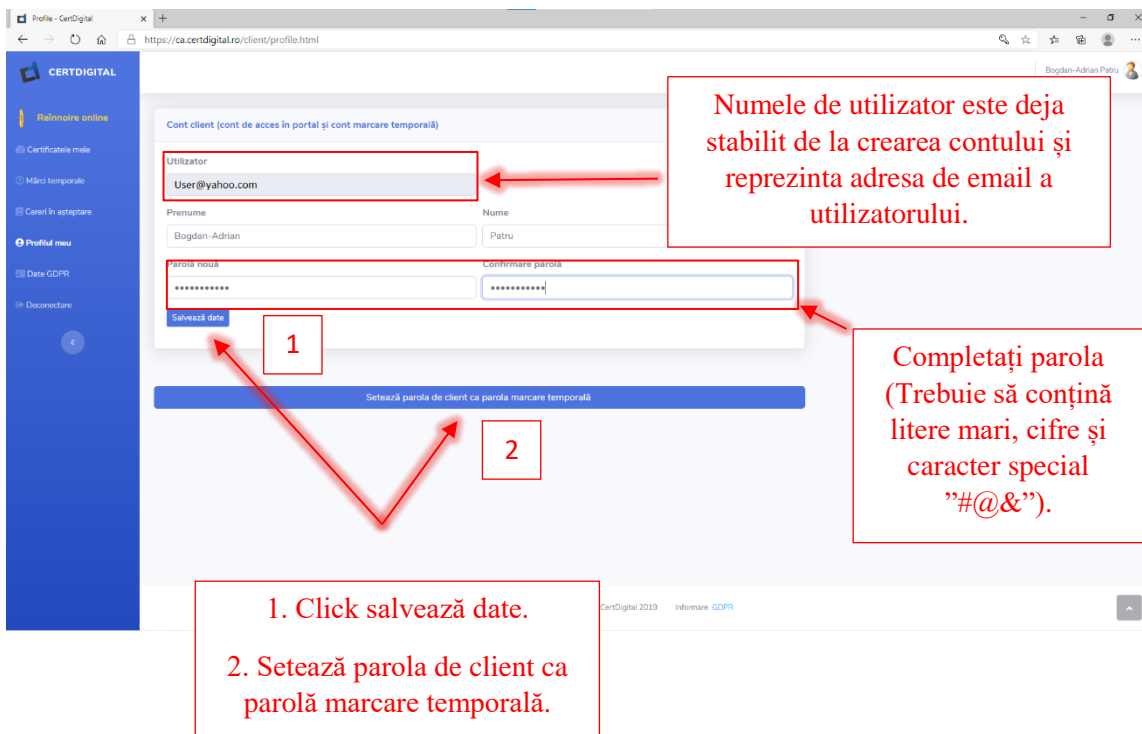 Profile - CertDigital
https://ca.certdigital.ro/client/profile.html
CERTDIGITAL
Bogdan-Adrian Patru
Reînnoire online
Certificatele mele
Mărci temporale
Cereri în așteptare
Profilul meu
Date GDPR
Deconectare
Cont client (cont de acces în portal și cont marcare temporală)
Utilizator
User@yahoo.com
Prenume
Nume
Bogdan-Adrian
Patru
Parolă nouă
Confirmare parolă
Salvează date
Setează parola de client ca parola marcare temporală
Numele de utilizator este deja
stabilit de la crearea contului și
reprezinta adresa de email a
utilizatorului.
1
2
Completați parola
(Trebuie să conțină
litere mari, cifre și
caracter special
”#@&”).
1. Click salvează date.
2. Setează parola de client ca
parolă marcare temporală.
CertDigital 2019 Informare GDPR